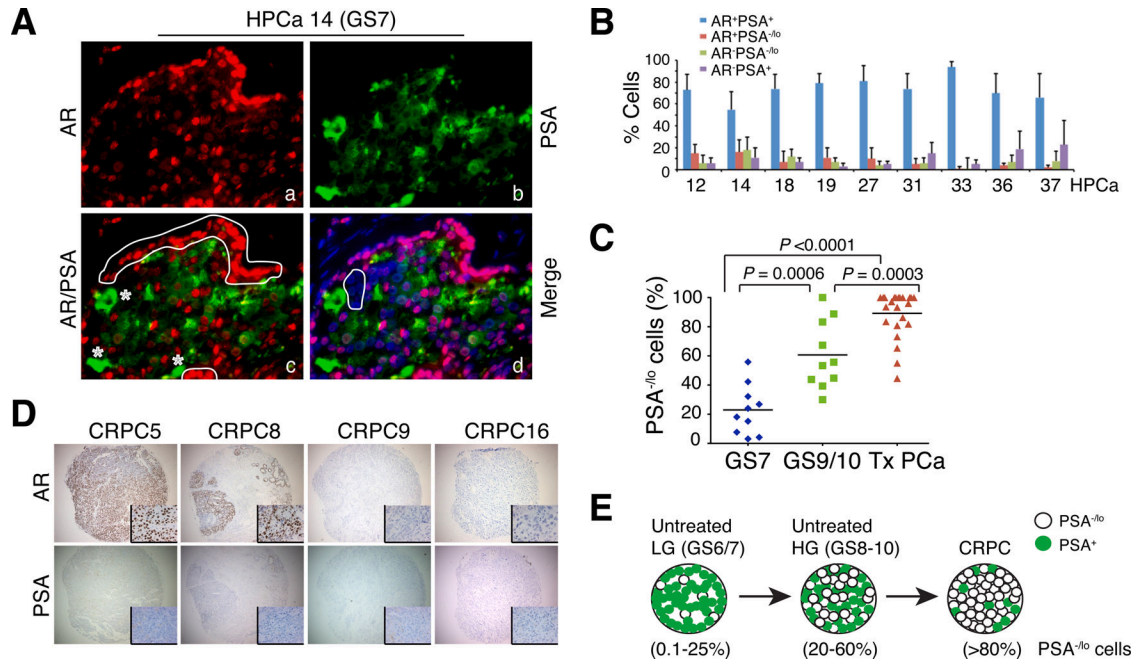 A
HPCa 14 (GS7)
AR
PSA
a
b
AR/PSA
Merge
*
*
*
c
d
B
AR⁺PSA⁺
AR⁺PSA⁻/ˡᵒ
AR⁻PSA⁻/ˡᵒ
AR⁻PSA⁺
% Cells
100
80
60
40
20
0
12 14 18 19 27 31 33 36 37 HPCa
C
P <0.0001
P = 0.0006 P = 0.0003
PSA⁻/ˡᵒ cells (%)
100
80
60
40
20
0
GS7 GS9/10 Tx PCa
D
CRPC5 CRPC8 CRPC9 CRPC16
AR
PSA
E
PSA⁻/ˡᵒ
PSA⁺
Untreated
LG (GS6/7)
Untreated
HG (GS8-10)
CRPC
(0.1-25%) (20-60%) (>80%) PSA⁻/ˡᵒ cells